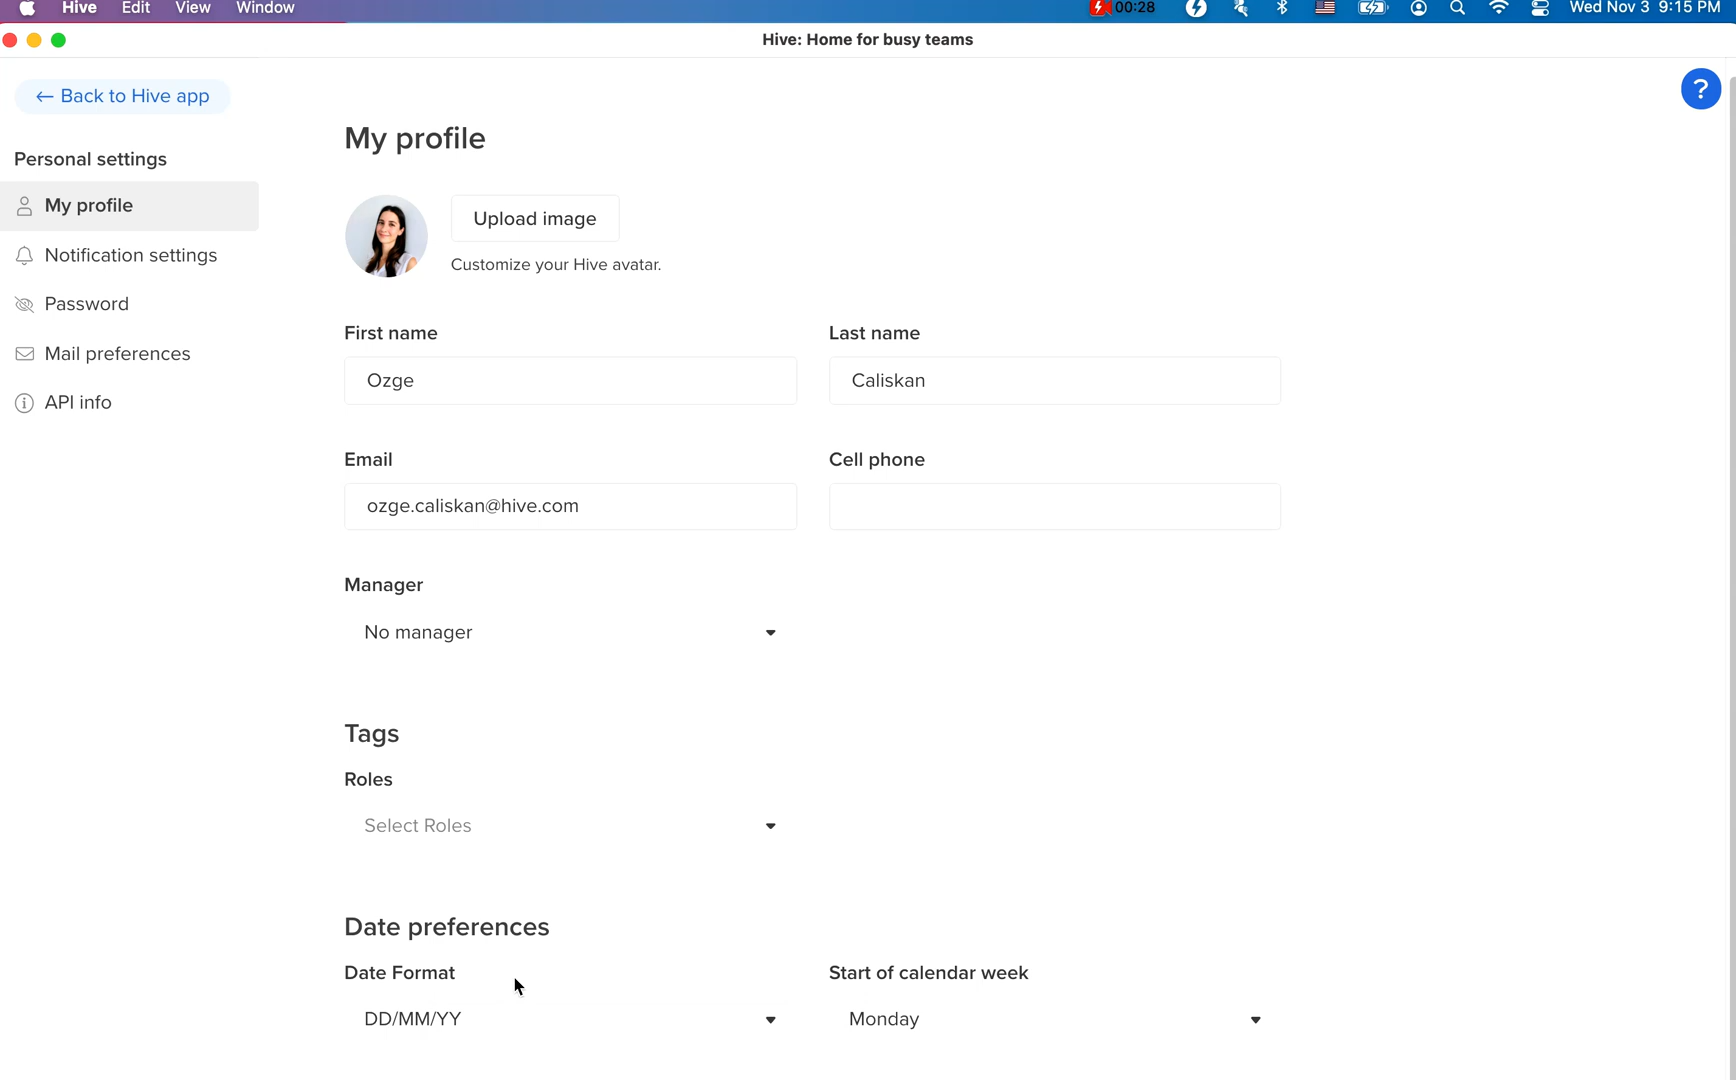 Hive Edit View Window 00:28 Wed Nov 3 9:15 PM
Hive: Home for busy teams
← Back to Hive app
?
Personal settings
My profile
Notification settings
Password
Mail preferences
API info
My profile
Upload image
Customize your Hive avatar.
First name
Last name
Ozge
Caliskan
Email
Cell phone
ozge.caliskan@hive.com
Manager
No manager
Tags
Roles
Select Roles
Date preferences
Date Format
Start of calendar week
DD/MM/YY
Monday